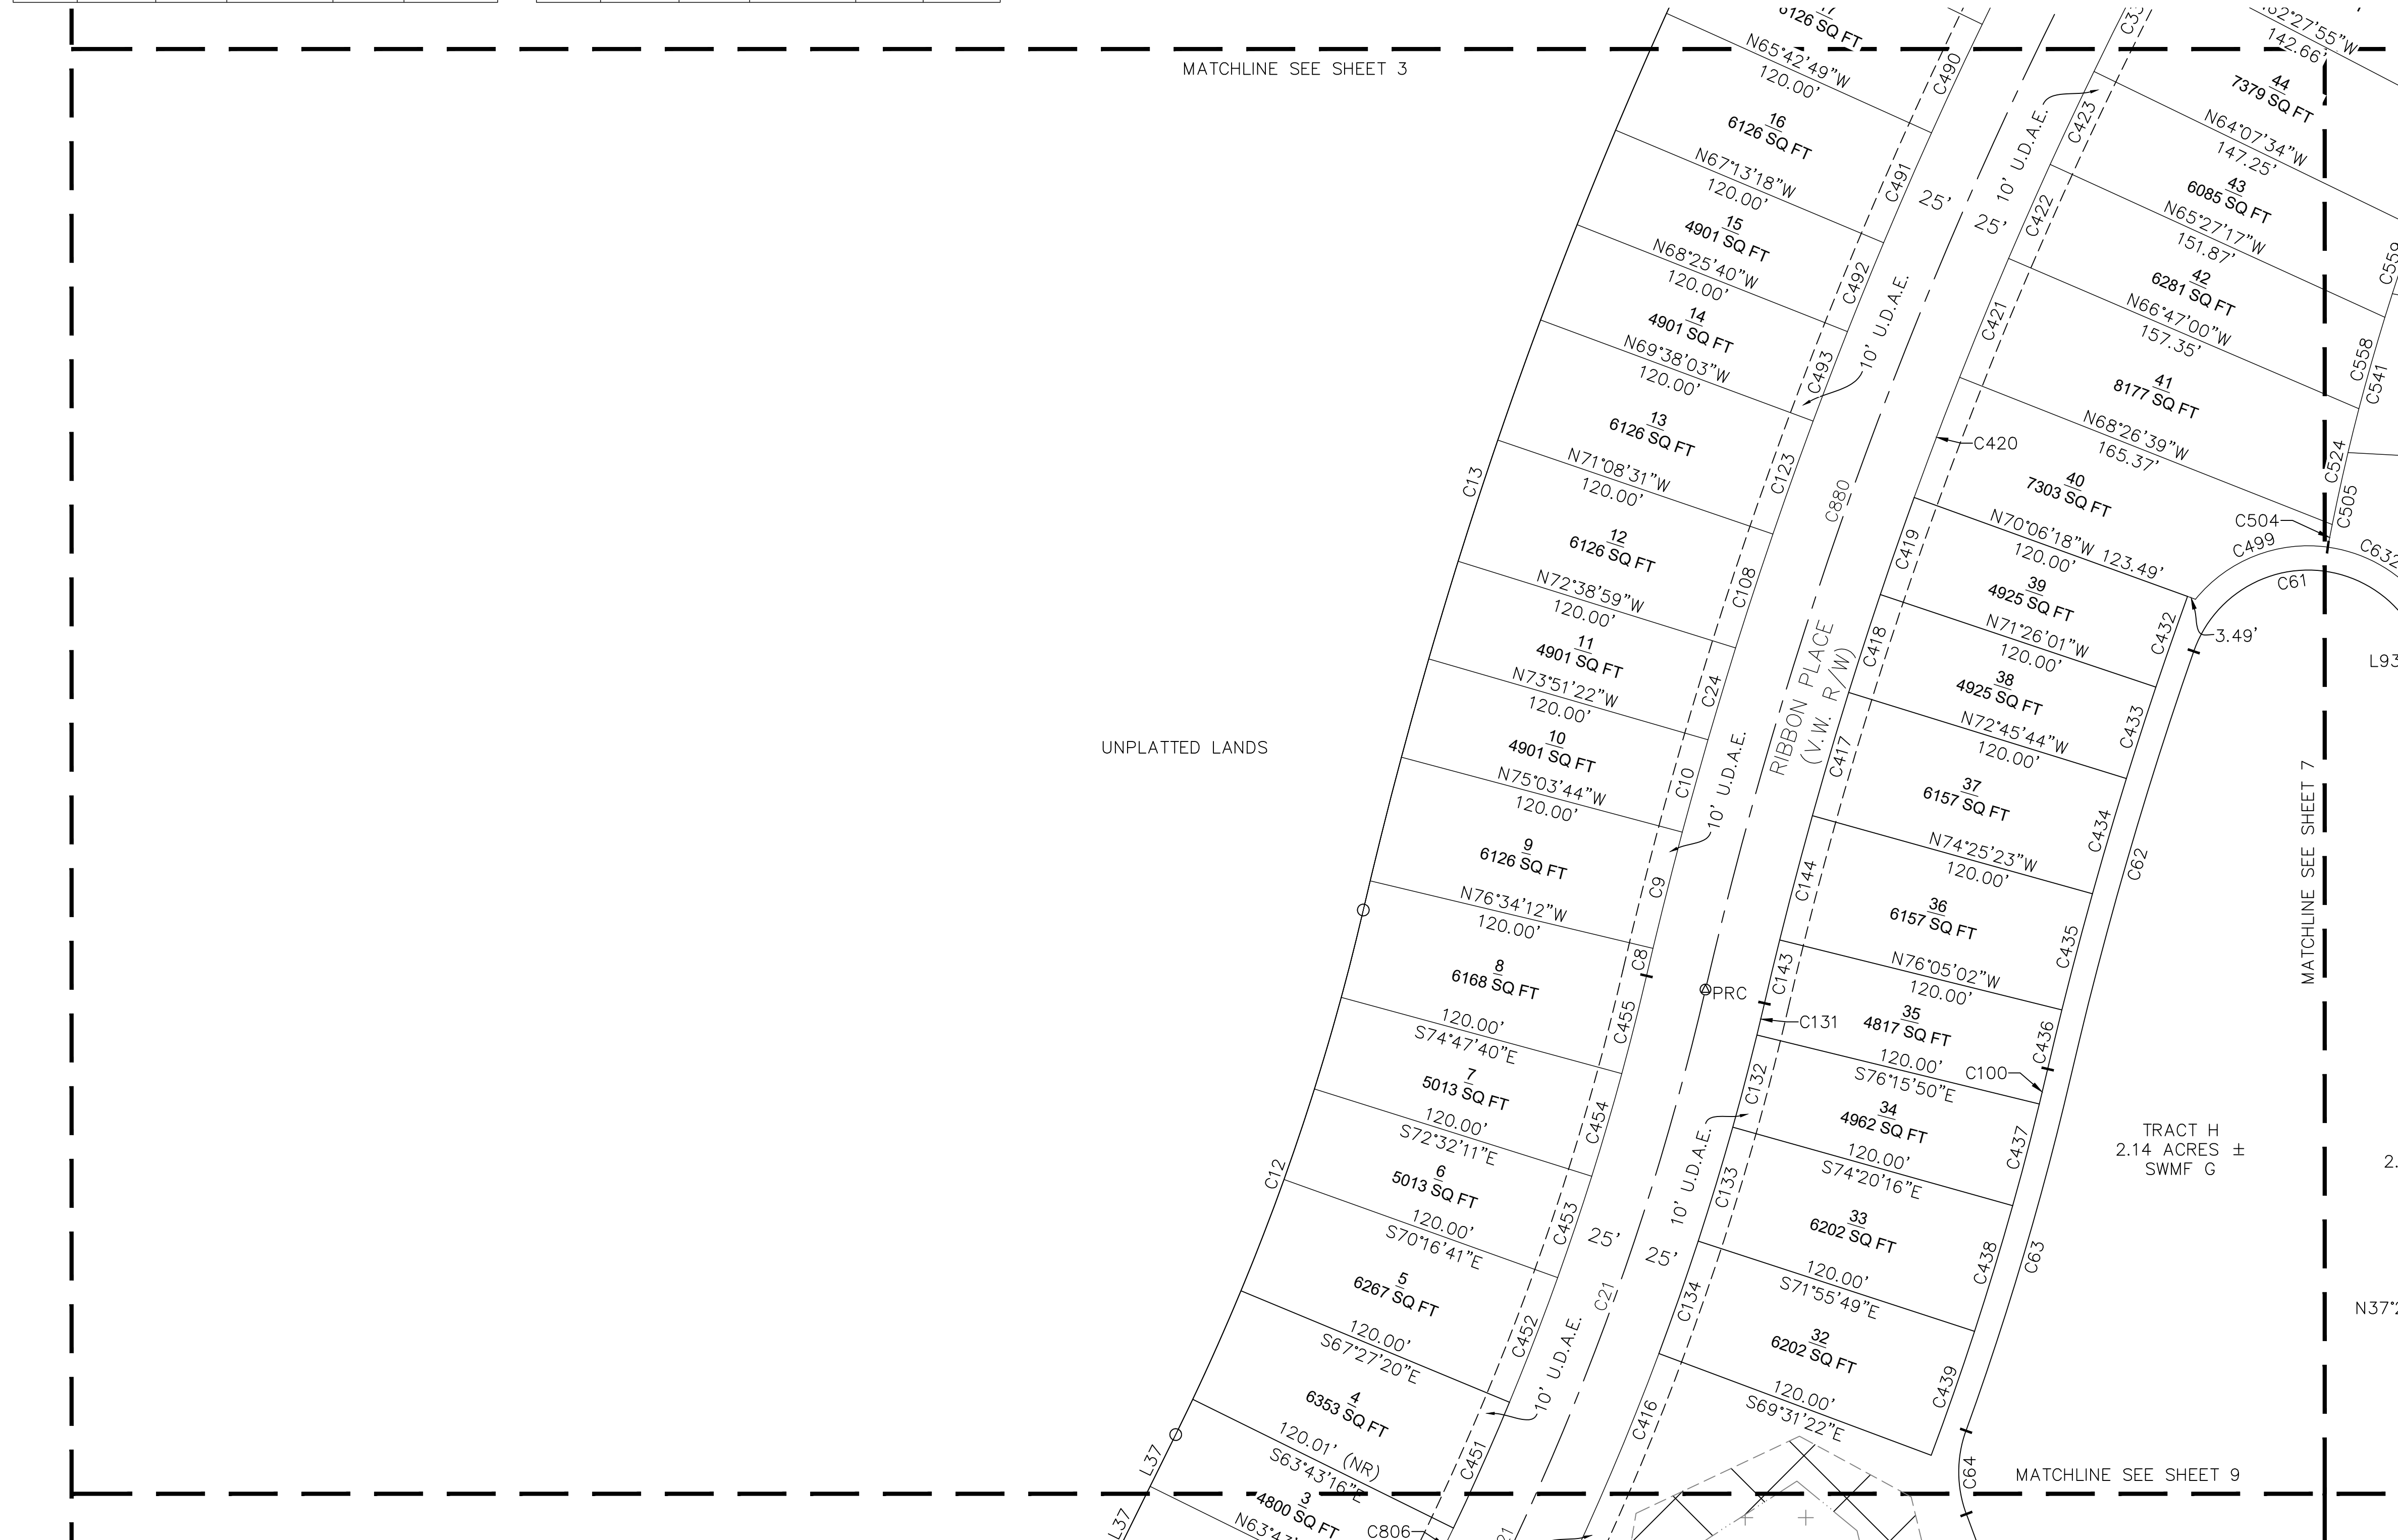 MATCHLINE SEE SHEET 3
17
6126 SQ FT
N65°42'49"W
120.00'
C490
16
6126 SQ FT
N67°13'18"W
120.00'
C491
15
4901 SQ FT
N68°25'40"W
120.00'
C492
14
4901 SQ FT
N69°38'03"W
120.00'
C493
13
6126 SQ FT
N71°08'31"W
120.00'
C123
C13
12
6126 SQ FT
N72°38'59"W
120.00'
C108
11
4901 SQ FT
N73°51'22"W
120.00'
C24
10
4901 SQ FT
N75°03'44"W
120.00'
C10
UNPLATTED LANDS
9
6126 SQ FT
N76°34'12"W
120.00'
C9
8
6168 SQ FT
C8
C455
120.00'
S74°47'40"E
7
5013 SQ FT
C454
120.00'
S72°32'11"E
C12
6
5013 SQ FT
C453
120.00'
S70°16'41"E
5
6267 SQ FT
C452
120.00'
S67°27'20"E
4
6353 SQ FT
C451
120.01' (NR)
S63°43'16"E
L37
3
4800 SQ FT
L37
C806
10' U.D.A.E.
25'
25'
10' U.D.A.E.
C880
RIBBON PLACE
(V.W. R/W)
10' U.D.A.E.
PRC
10' U.D.A.E.
25'
25'
C21
10' U.D.A.E.
142.66'
C423
44
7379 SQ FT
N64°07'34"W
147.25'
C422
43
6085 SQ FT
N65°27'17"W
151.87'
C421
42
6281 SQ FT
N66°47'00"W
157.35'
C559
C558
C541
41
8177 SQ FT
N68°26'39"W
165.37'
C420
C524
C505
C504
C499
C61
40
7303 SQ FT
N70°06'18"W 123.49'
120.00'
C419
3.49'
39
4925 SQ FT
N71°26'01"W
120.00'
C418
C432
38
4925 SQ FT
N72°45'44"W
120.00'
C417
C433
37
6157 SQ FT
N74°25'23"W
120.00'
C144
C434
C62
36
6157 SQ FT
N76°05'02"W
120.00'
C143
C435
C131
35
4817 SQ FT
120.00'
S76°15'50"E
C436
C100
C132
34
4962 SQ FT
120.00'
S74°20'16"E
C437
C133
33
6202 SQ FT
120.00'
S71°55'49"E
C438
C63
C134
32
6202 SQ FT
120.00'
S69°31'22"E
C439
C416
C64
TRACT H
2.14 ACRES ±
SWMF G
MATCHLINE SEE SHEET 7
MATCHLINE SEE SHEET 9